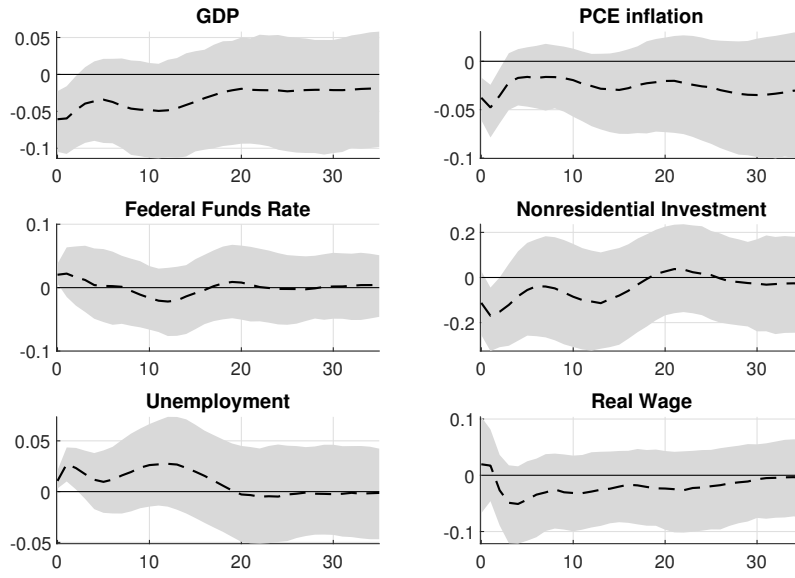 GDP
0.05
0
-0.05
-0.1
0 10 20 30
PCE inflation
0
-0.05
-0.1
0 10 20 30
Federal Funds Rate
0.1
0
-0.1
0 10 20 30
Nonresidential Investment
0.2
0
-0.2
0 10 20 30
Unemployment
0.05
0
-0.05
0 10 20 30
Real Wage
0.1
0
-0.1
0 10 20 30